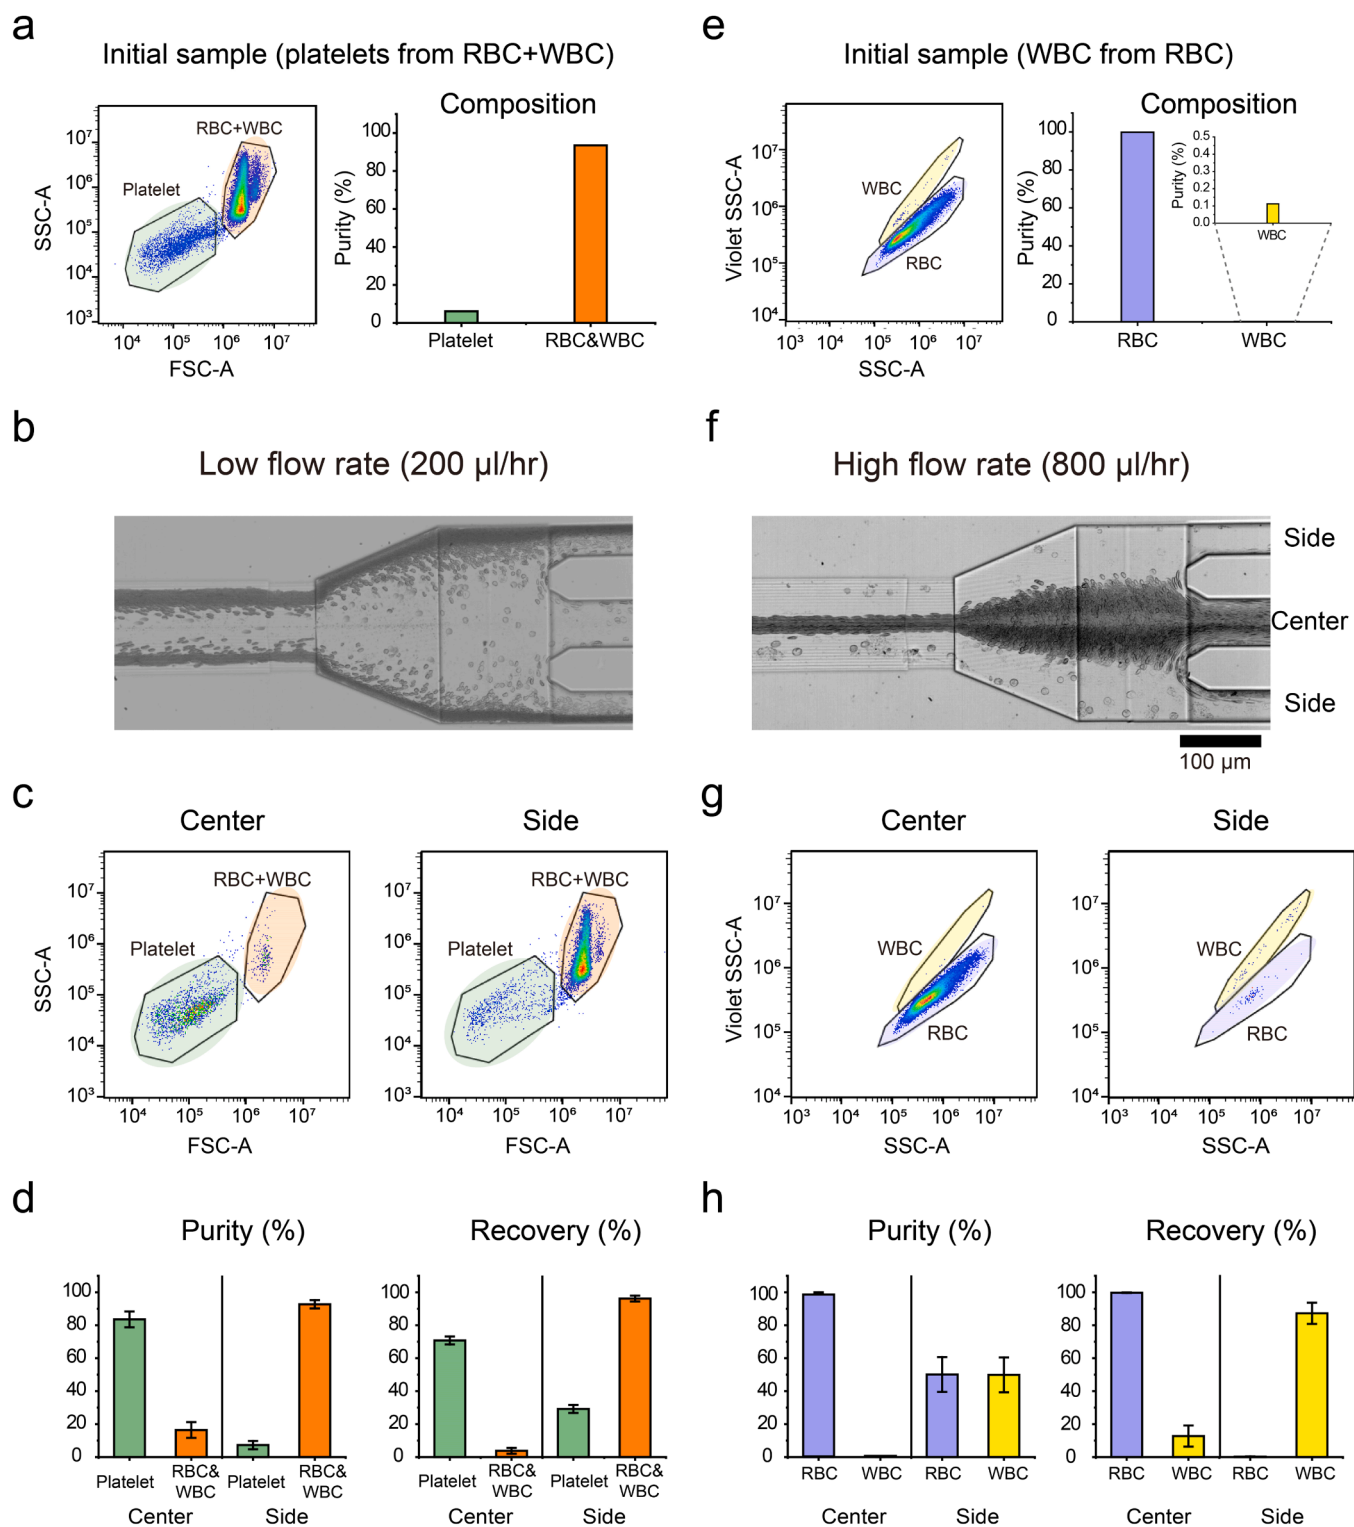 a
Initial sample (platelets from RBC+WBC)
Composition
RBC+WBC
Platelet
SSC-A
10⁷
10⁶
10⁵
10⁴
10³
10⁴ 10⁵ 10⁶ 10⁷
FSC-A
Purity (%)
100
80
60
40
20
0
Platelet RBC&WBC
e
Initial sample (WBC from RBC)
Composition
WBC
RBC
Violet SSC-A
10⁷
10⁶
10⁵
10⁴
10³ 10⁴ 10⁵ 10⁶ 10⁷
SSC-A
Purity (%)
100
80
60
40
20
0
Purity (%)
0.5
0.4
0.3
0.2
0.1
0.0
WBC
RBC WBC
b
Low flow rate (200 µl/hr)
f
High flow rate (800 µl/hr)
Side
Center
Side
100 µm
c
Center
RBC+WBC
Platelet
SSC-A
10⁷
10⁶
10⁵
10⁴
10³
10⁴ 10⁵ 10⁶ 10⁷
FSC-A
Side
RBC+WBC
Platelet
10⁷
10⁶
10⁵
10⁴
10³
10⁴ 10⁵ 10⁶ 10⁷
FSC-A
g
Center
WBC
RBC
Violet SSC-A
10⁷
10⁶
10⁵
10⁴
10³ 10⁴ 10⁵ 10⁶ 10⁷
SSC-A
Side
WBC
RBC
10⁷
10⁶
10⁵
10⁴
10³ 10⁴ 10⁵ 10⁶ 10⁷
SSC-A
d
Purity (%)
100
80
60
40
20
0
Platelet RBC& WBC Platelet RBC& WBC
Center Side
Recovery (%)
100
80
60
40
20
0
Platelet RBC& WBC Platelet RBC& WBC
Center Side
h
Purity (%)
100
80
60
40
20
0
RBC WBC RBC WBC
Center Side
Recovery (%)
100
80
60
40
20
0
RBC WBC RBC WBC
Center Side